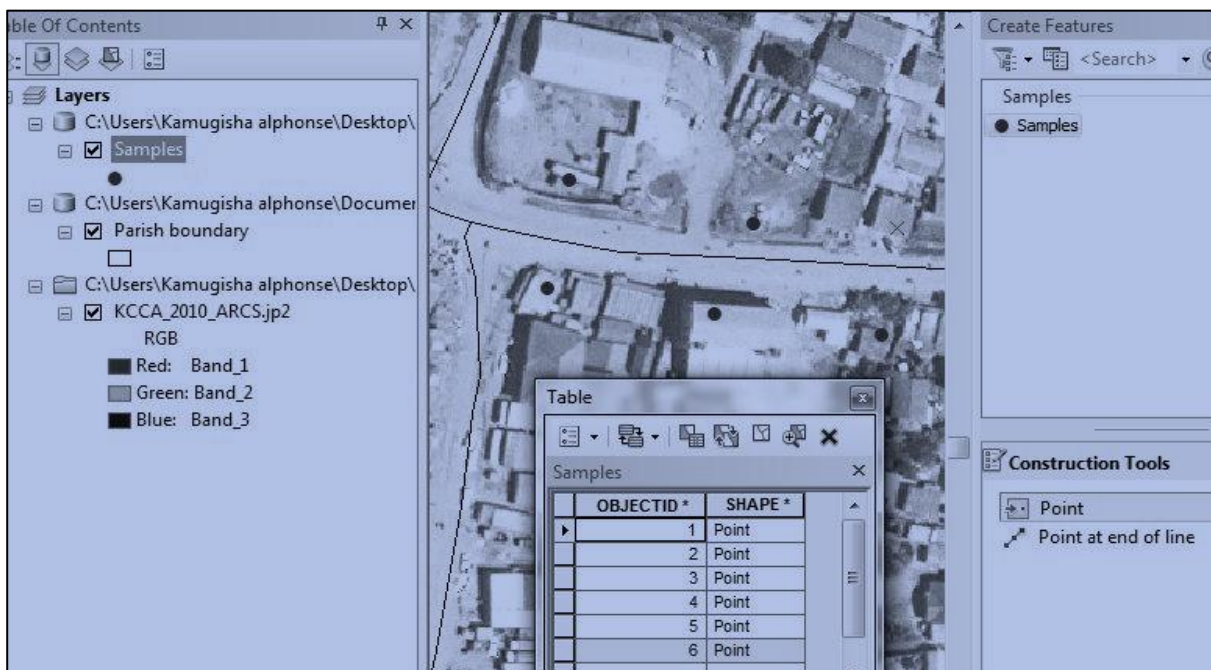 ble Of Contents
Layers
C:\Users\Kamugisha alphonse\Desktop\
Samples
C:\Users\Kamugisha alphonse\Documer
Parish boundary
C:\Users\Kamugisha alphonse\Desktop\
KCCA_2010_ARCS.jp2
RGB
Red: Band_1
Green: Band_2
Blue: Band_3
Table
Samples
OBJECTID * SHAPE *
1 Point
2 Point
3 Point
4 Point
5 Point
6 Point
Create Features
<Search>
Samples
Samples
Construction Tools
Point
Point at end of line